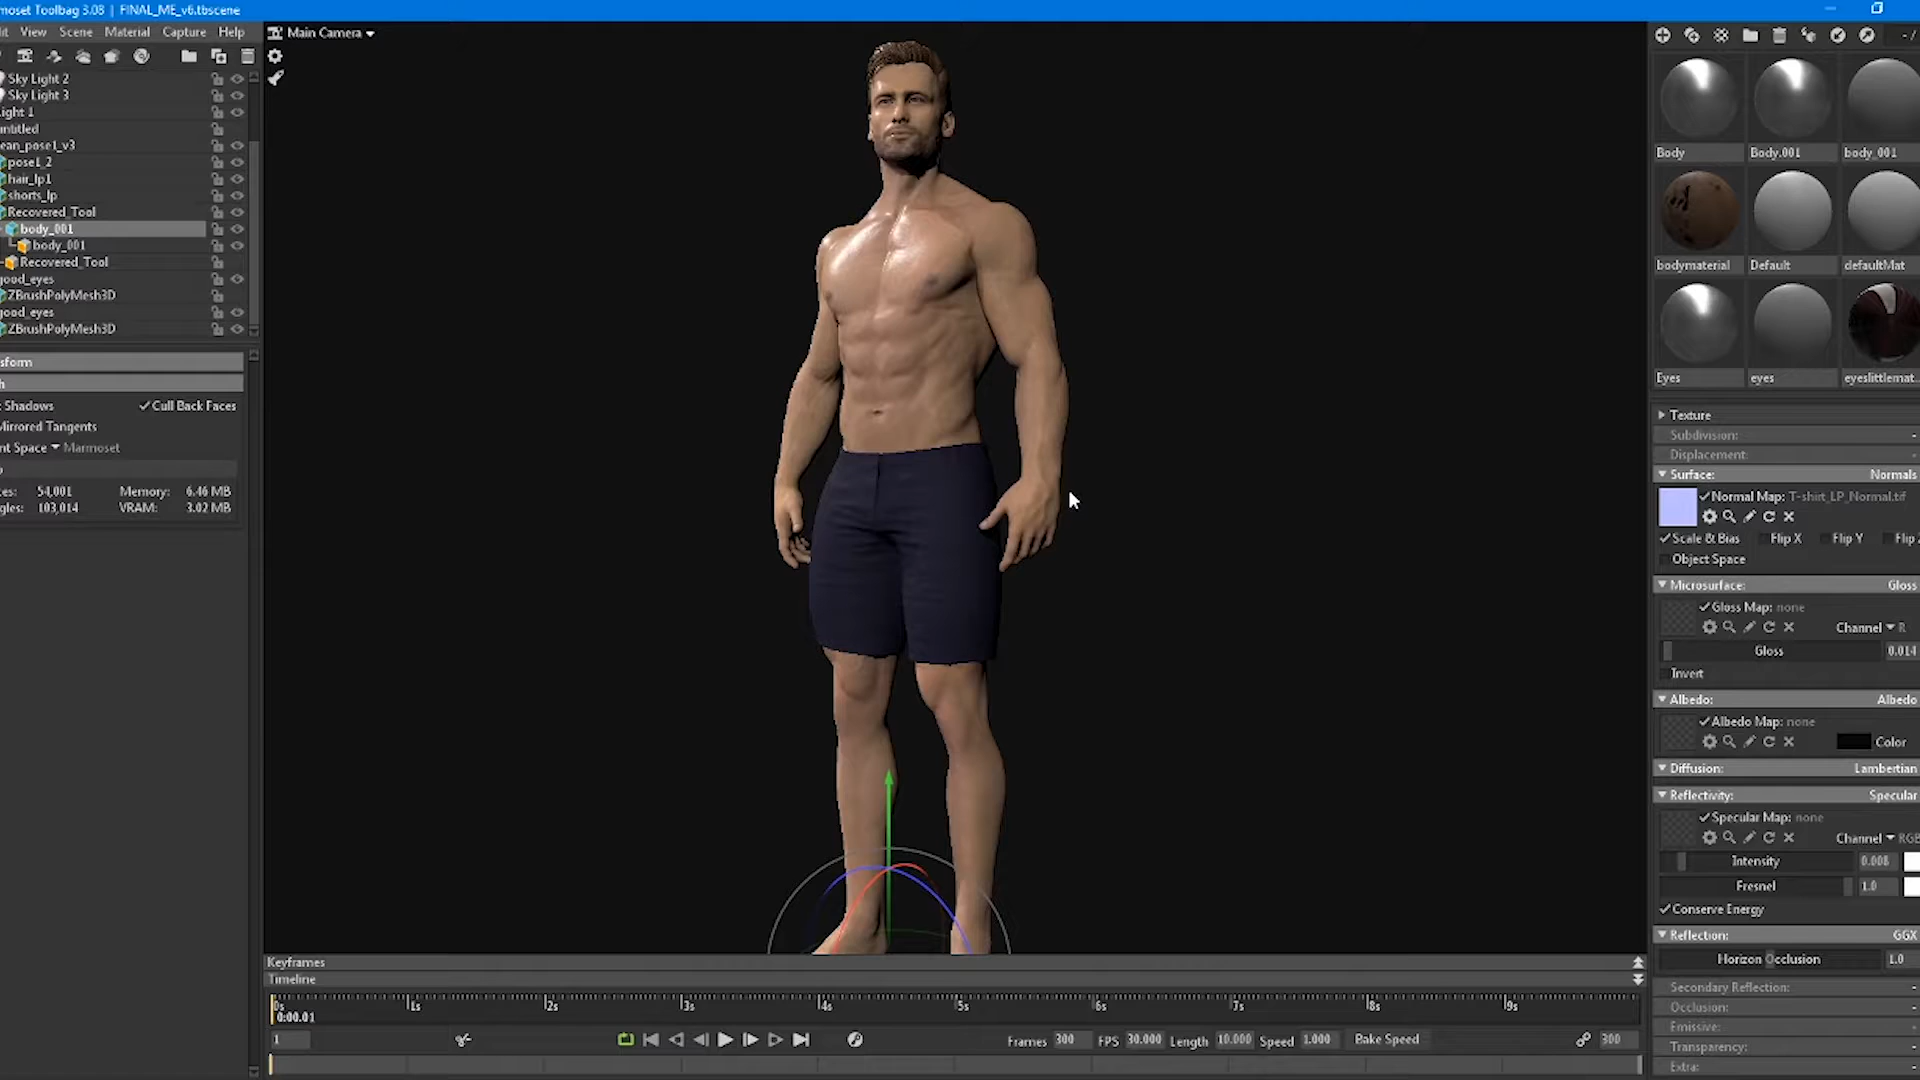 moset Toolbag 3.08 | FINAL_ME_v6.tbscene
it View Scene Material Capture Help
Main Camera
Sky Light 2
Sky Light 3
ight 1
ntitled
ean_pose1_v3
pose1_2
hair_lp1
shorts_lp
Recovered_Tool
body_001
body_001
Recovered_Tool
good_eyes
ZBrushPolyMesh3D
good_eyes
ZBrushPolyMesh3D
sform
h
t Shadows Cull Back Faces
Mirrored Tangents
nt Space Marmoset
o
es: 54,001 Memory: 6.46 MB
gles: 103,014 VRAM: 3.02 MB
Body Body.001 body_001
bodymaterial Default defaultMat
Eyes eyes eyeslittlemat..
Texture
Subdivision:
Displacement:
Surface: Normals
Normal Map: T-shirt_LP_Normal.tif
Scale & Bias Flip X Flip Y Flip Z
Object Space
Microsurface: Gloss
Gloss Map: none
Channel R
Gloss 0.014
Invert
Albedo: Albedo
Albedo Map: none
Color
Diffusion: Lambertian
Reflectivity: Specular
Specular Map: none
Channel RGB
Intensity 0.008
Fresnel 1.0
Conserve Energy
Reflection: GGX
Horizon Occlusion 1.0
Secondary Reflection:
Occlusion:
Emissive:
Transparency:
Extra:
Keyframes
Timeline
0s 1s 2s 3s 4s 5s 6s 7s 8s 9s
0:00.01
1 Frames 300 FPS 30.000 Length 10.000 Speed 1.000 Bake Speed 300